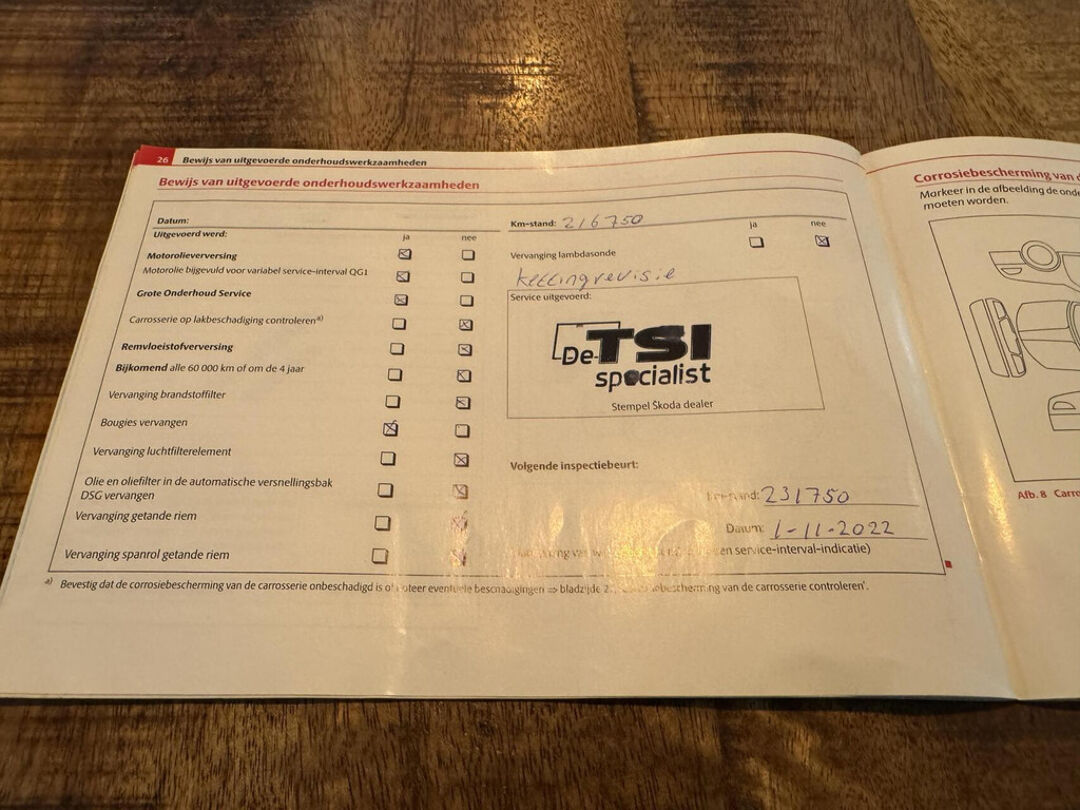 26 Bewijs van uitgevoerde onderhoudswerkzaamheden
Bewijs van uitgevoerde onderhoudswerkzaamheden
Datum:
Uitgevoerd werd: ja nee
Motorolieverversing
Motorolie bijgevuld voor variabel service-interval QG1
Grote Onderhoud Service
Carrosserie op lakbeschadiging controleren a)
Remvloeistofverversing
Bijkomend alle 60 000 km of om de 4 jaar
Vervanging brandstoffilter
Bougies vervangen
Vervanging luchtfilterelement
Olie en oliefilter in de automatische versnellingsbak
DSG vervangen
Vervanging getande riem
Vervanging spanrol getande riem
Km-stand: 216750
ja nee
Vervanging lambdasonde
kettingrevisie
Service uitgevoerd:
De TSI
specialist
Stempel Škoda dealer
Volgende inspectiebeurt:
231750
Datum: 1-11-2022
en service-interval-indicatie)
a) Bevestig dat de corrosiebescherming van de carrosserie onbeschadigd is of noteer eventuele beschadigingen => bladzijde van de carrosserie controleren'.
Corrosiebescherming van
Markeer in de afbeelding de
moeten worden.
Afb. 8